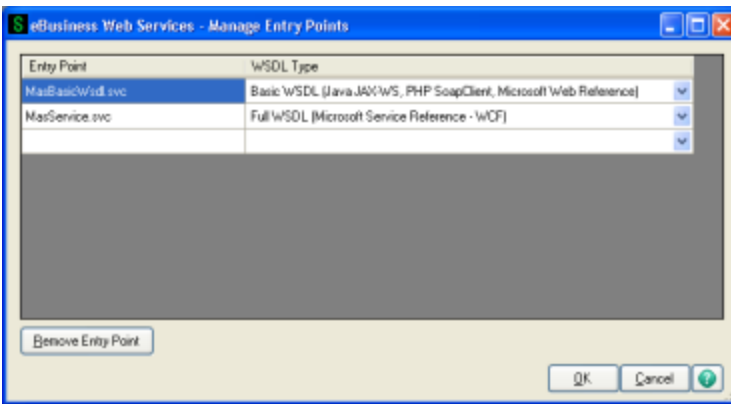 S eBusiness Web Services - Manage Entry Points
Entry Point WSDL Type
MasBasicWsdl.svc Basic WSDL (Java JAX-WS, PHP SoapClient, Microsoft Web Reference)
MasService.svc Full WSDL (Microsoft Service Reference - WCF)
Remove Entry Point
OK Cancel ?